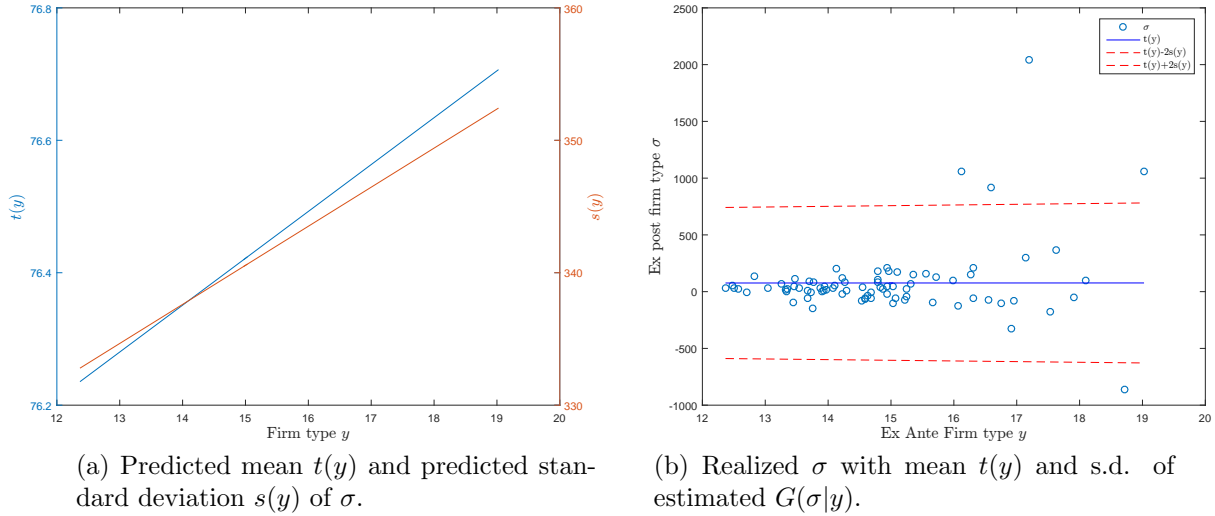 76.8
76.6
76.4
76.2
t(y)
360
350
340
330
s(y)
12 13 14 15 16 17 18 19 20
Firm type y
2500
2000
1500
1000
500
0
-500
-1000
Ex post firm type σ
σ
t(y)
t(y)-2s(y)
t(y)+2s(y)
12 13 14 15 16 17 18 19 20
Ex Ante Firm type y
(a) Predicted mean t(y) and predicted stan-
dard deviation s(y) of σ.
(b) Realized σ with mean t(y) and s.d. of
estimated G(σ|y).